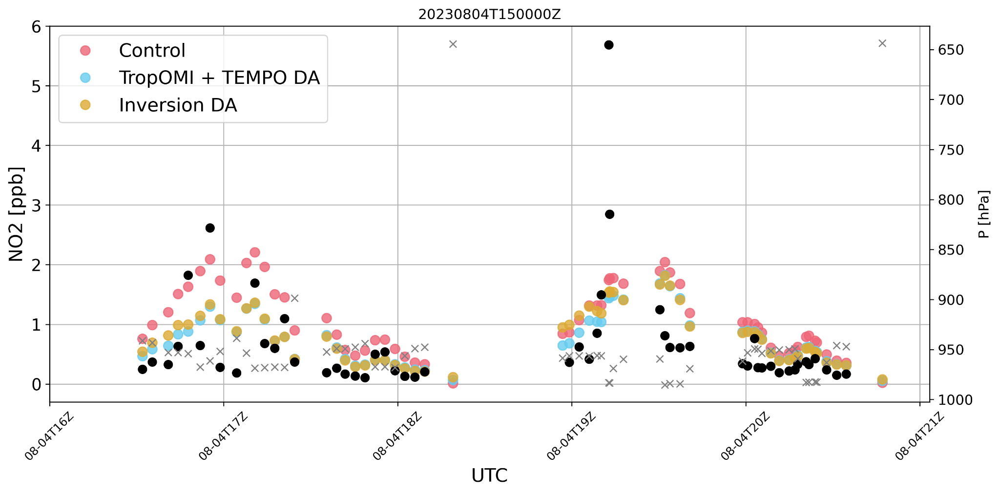 20230804T150000Z
Control
TropOMI + TEMPO DA
Inversion DA
NO2 [ppb]
6
5
4
3
2
1
0
650
700
750
800
850
900
950
1000
P [hPa]
08-04T16Z
08-04T17Z
08-04T18Z
08-04T19Z
08-04T20Z
08-04T21Z
UTC